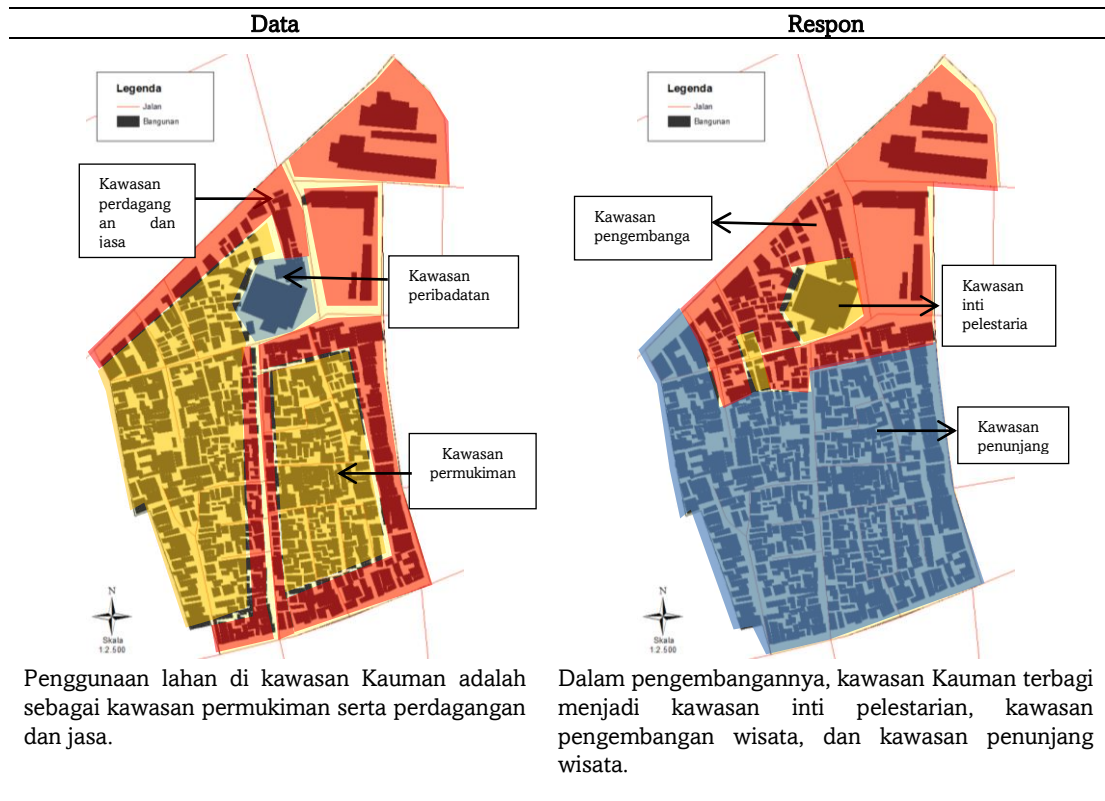 Data
Respon
Legenda
Jalan
Bangunan
Kawasan
perdagang
an dan
jasa
Kawasan
peribadatan
Kawasan
permukiman
N
Skala
1:2.500
Legenda
Jalan
Bangunan
Kawasan
pengembanga
Kawasan
inti
pelestaria
Kawasan
penunjang
N
Skala
1:2.500
Penggunaan lahan di kawasan Kauman adalah
sebagai kawasan permukiman serta perdagangan
dan jasa.
Dalam pengembangannya, kawasan Kauman terbagi
menjadi kawasan inti pelestarian, kawasan
pengembangan wisata, dan kawasan penunjang
wisata.